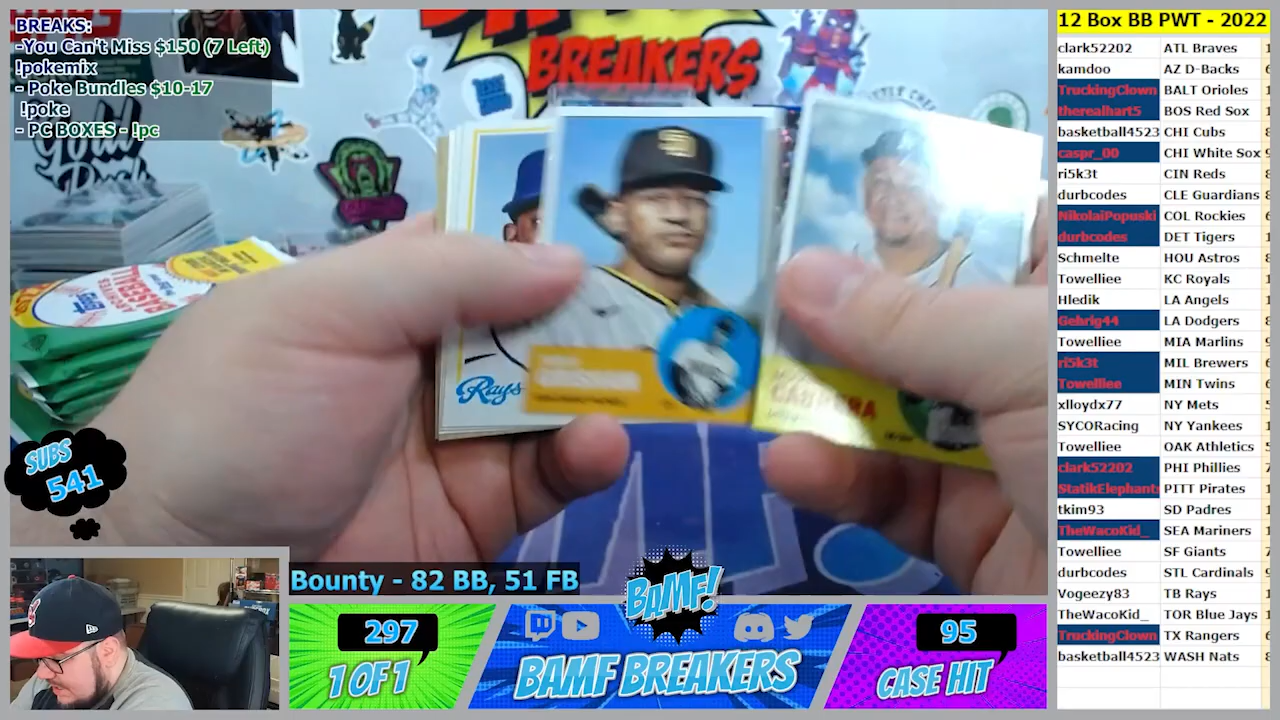 BREAKS:
-You Can't Miss $150 (7 Left)
!pokemix
- Poke Bundles $10-17
!poke
- PC BOXES - !pc
BREAKERS
Gold
BASEBALL
Rays
CABRERA
SUBS
541
Bounty - 82 BB, 51 FB
BAMF!
297
1 OF 1
BAMF BREAKERS
95
CASE HIT
12 Box BB PWT - 2022
clark52202 ATL Braves
kamdoo AZ D-Backs
TruckingClown BALT Orioles
therealhart5 BOS Red Sox
basketball4523 CHI Cubs
caspr_00 CHI White Sox
ri5k3t CIN Reds
durbcodes CLE Guardians
NikolaiPopuski COL Rockies
durbcodes DET Tigers
Schmelte HOU Astros
Towelliee KC Royals
Hledik LA Angels
Gehrig44 LA Dodgers
Towelliee MIA Marlins
ri5k3t MIL Brewers
Towelliee MIN Twins
xlloydx77 NY Mets
SYCORacing NY Yankees
Towelliee OAK Athletics
clark52202 PHI Phillies
StatikElephant PITT Pirates
tkim93 SD Padres
TheWacoKid_ SEA Mariners
Towelliee SF Giants
durbcodes STL Cardinals
Vogeezy83 TB Rays
TheWacoKid_ TOR Blue Jays
TruckingClown TX Rangers
basketball4523 WASH Nats